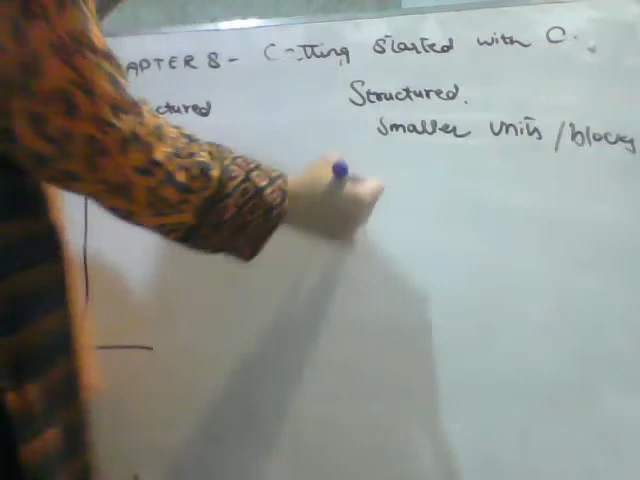 APTER 8 - Getting started with C.
ctured
Structured.
Smaller units / blocks